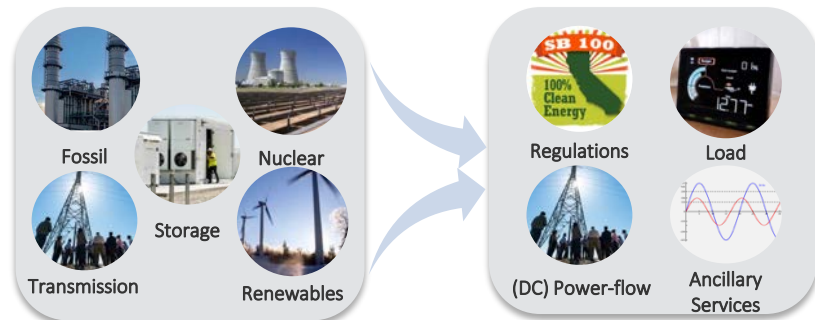 Fossil
Nuclear
Storage
Transmission
Renewables
SB 100
100%
Clean
Energy
1277
Regulations
Load
(DC) Power-flow
Ancillary
Services